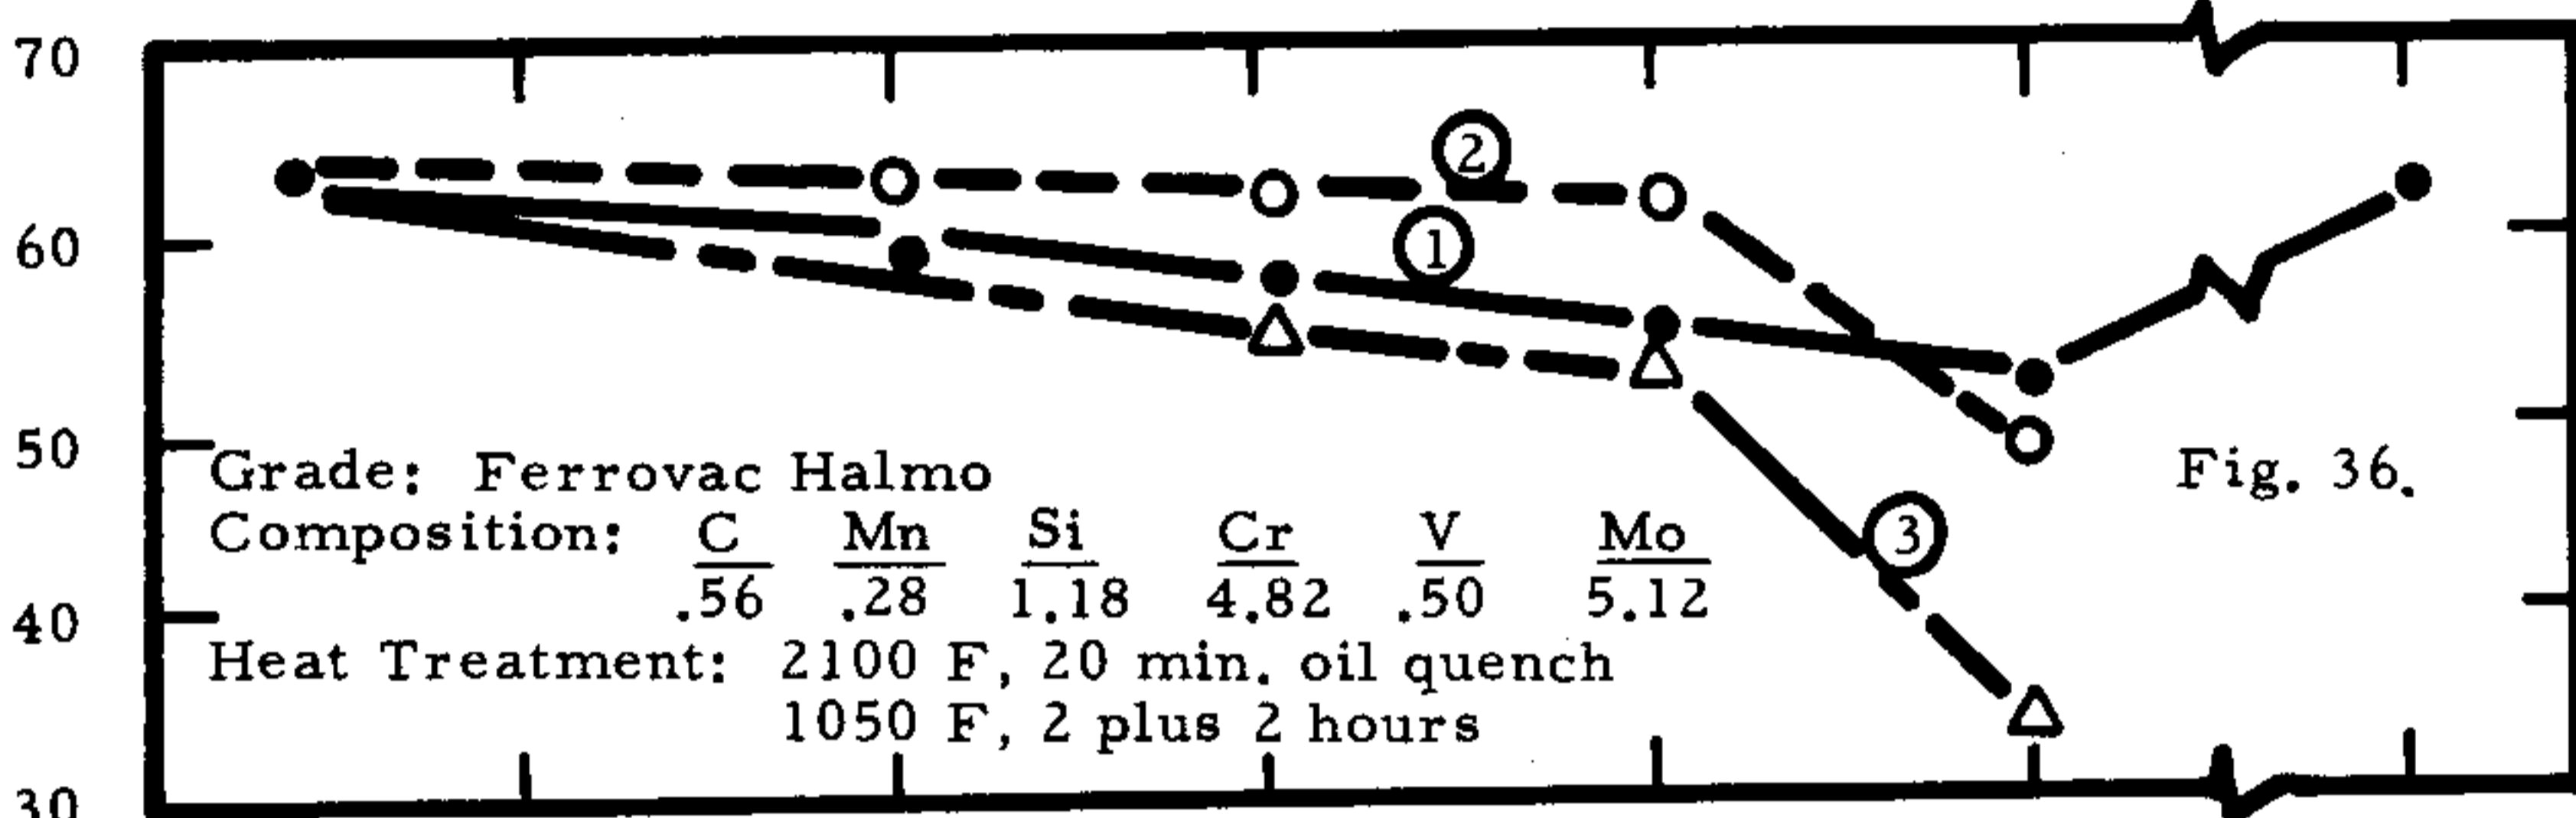 70
②
60
①
50
Grade: Ferrovac Halmo
Fig. 36.
Composition: C Mn Si Cr V Mo
.56 .28 1.18 4.82 .50 5.12
③
40
Heat Treatment: 2100 F, 20 min. oil quench
1050 F, 2 plus 2 hours
30